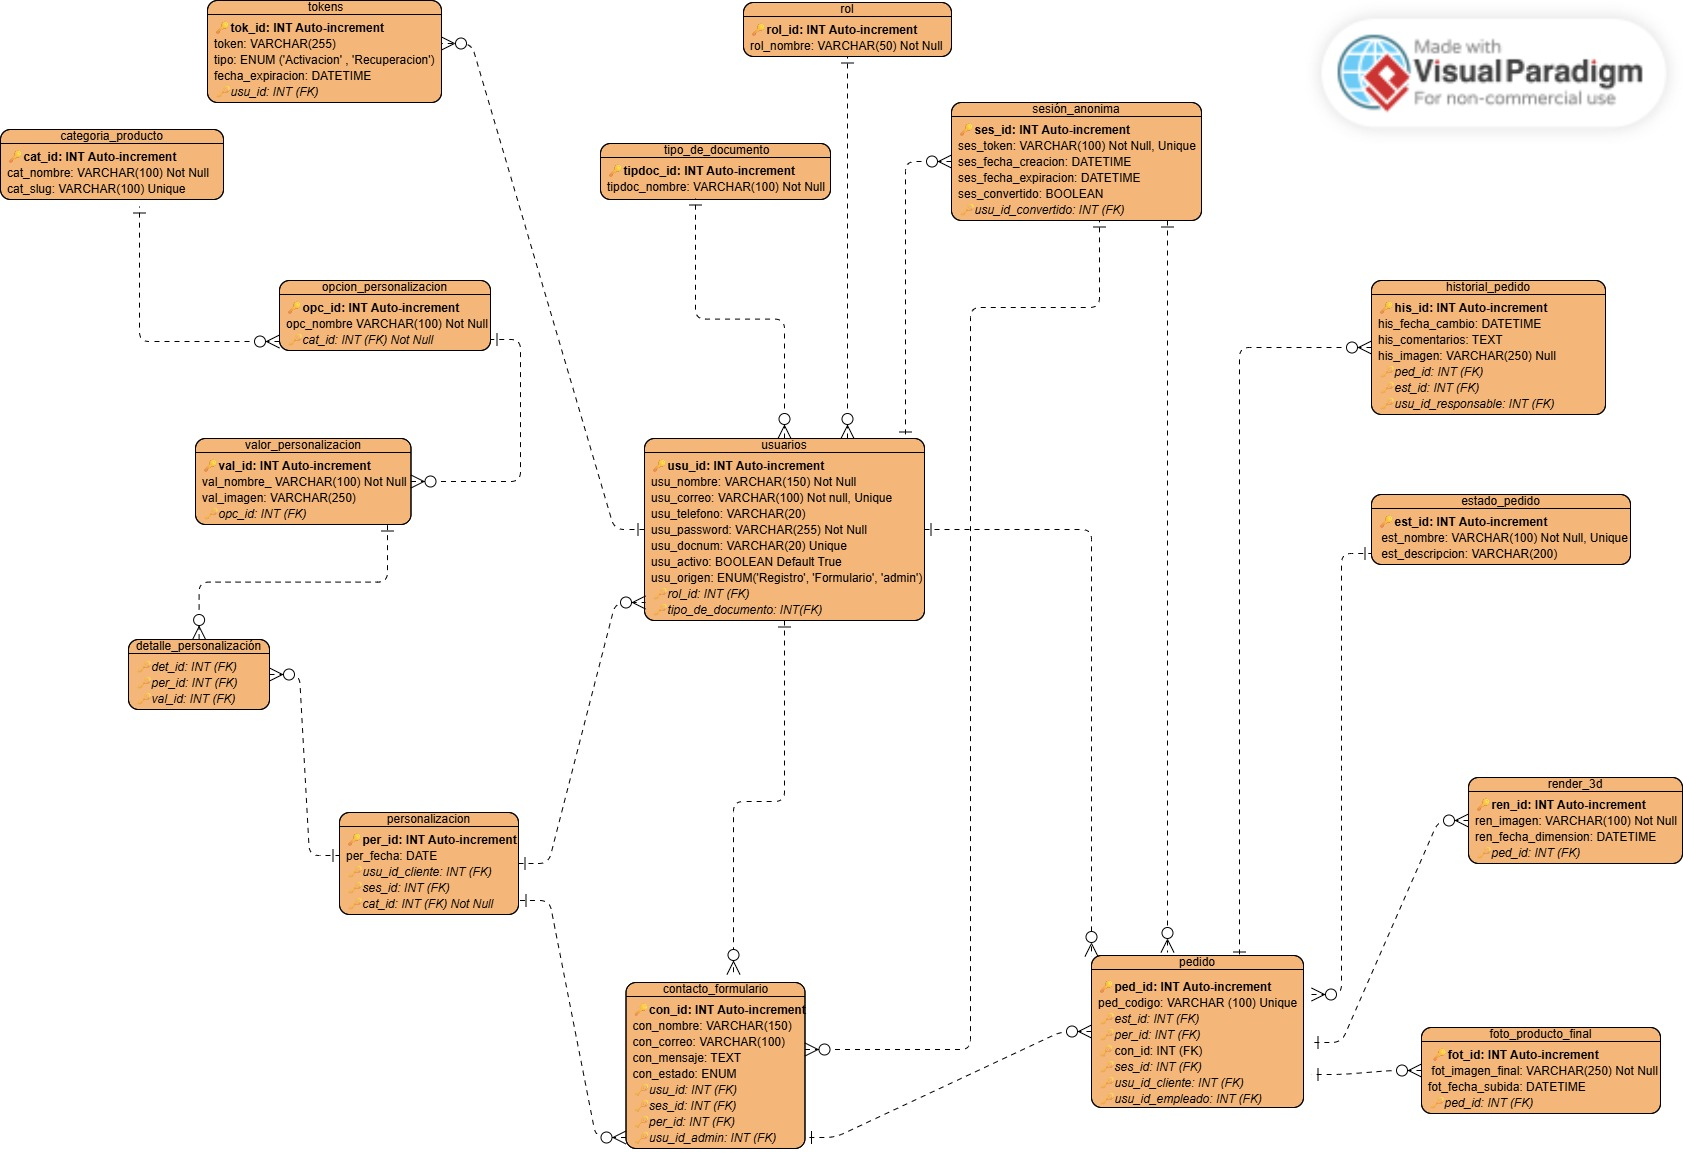 tokens
tok_id: INT Auto-increment
token: VARCHAR(255)
tipo: ENUM ('Activacion' , 'Recuperacion')
fecha_expiracion: DATETIME
usu_id: INT (FK)
rol
rol_id: INT Auto-increment
rol_nombre: VARCHAR(50) Not Null
Made with
Visual Paradigm
For non-commercial use
categoria_producto
cat_id: INT Auto-increment
cat_nombre: VARCHAR(100) Not Null
cat_slug: VARCHAR(100) Unique
tipo_de_documento
tipdoc_id: INT Auto-increment
tipdoc_nombre: VARCHAR(100) Not Null
sesión_anonima
ses_id: INT Auto-increment
ses_token: VARCHAR(100) Not Null, Unique
ses_fecha_creacion: DATETIME
ses_fecha_expiracion: DATETIME
ses_convertido: BOOLEAN
usu_id_convertido: INT (FK)
opcion_personalizacion
opc_id: INT Auto-increment
opc_nombre VARCHAR(100) Not Null
cat_id: INT (FK) Not Null
historial_pedido
his_id: INT Auto-increment
his_fecha_cambio: DATETIME
his_comentarios: TEXT
his_imagen: VARCHAR(250) Null
ped_id: INT (FK)
est_id: INT (FK)
usu_id_responsable: INT (FK)
valor_personalizacion
val_id: INT Auto-increment
val_nombre_ VARCHAR(100) Not Null
val_imagen: VARCHAR(250)
opc_id: INT (FK)
usuarios
usu_id: INT Auto-increment
usu_nombre: VARCHAR(150) Not Null
usu_correo: VARCHAR(100) Not null, Unique
usu_telefono: VARCHAR(20)
usu_password: VARCHAR(255) Not Null
usu_docnum: VARCHAR(20) Unique
usu_activo: BOOLEAN Default True
usu_origen: ENUM('Registro', 'Formulario', 'admin')
rol_id: INT (FK)
tipo_de_documento: INT(FK)
estado_pedido
est_id: INT Auto-increment
est_nombre: VARCHAR(100) Not Null, Unique
est_descripcion: VARCHAR(200)
detalle_personalización
det_id: INT (FK)
per_id: INT (FK)
val_id: INT (FK)
render_3d
ren_id: INT Auto-increment
ren_imagen: VARCHAR(100) Not Null
ren_fecha_dimension: DATETIME
ped_id: INT (FK)
personalizacion
per_id: INT Auto-increment
per_fecha: DATE
usu_id_cliente: INT (FK)
ses_id: INT (FK)
cat_id: INT (FK) Not Null
contacto_formulario
con_id: INT Auto-increment
con_nombre: VARCHAR(150)
con_correo: VARCHAR(100)
con_mensaje: TEXT
con_estado: ENUM
usu_id: INT (FK)
ses_id: INT (FK)
per_id: INT (FK)
usu_id_admin: INT (FK)
pedido
ped_id: INT Auto-increment
ped_codigo: VARCHAR (100) Unique
est_id: INT (FK)
per_id: INT (FK)
con_id: INT (FK)
ses_id: INT (FK)
usu_id_cliente: INT (FK)
usu_id_empleado: INT (FK)
foto_producto_final
fot_id: INT Auto-increment
fot_imagen_final: VARCHAR(250) Not Null
fot_fecha_subida: DATETIME
ped_id: INT (FK)